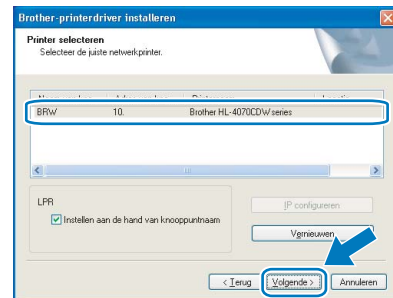 Brother-printerdriver installeren
Printer selecteren
Selecteer de juiste netwerkprinter.
BRW 10. Brother HL-4070CDW series
LPR
Instellen aan de hand van knooppuntnaam
IP configureren
Vernieuwen
< Terug Volgende > Annuleren